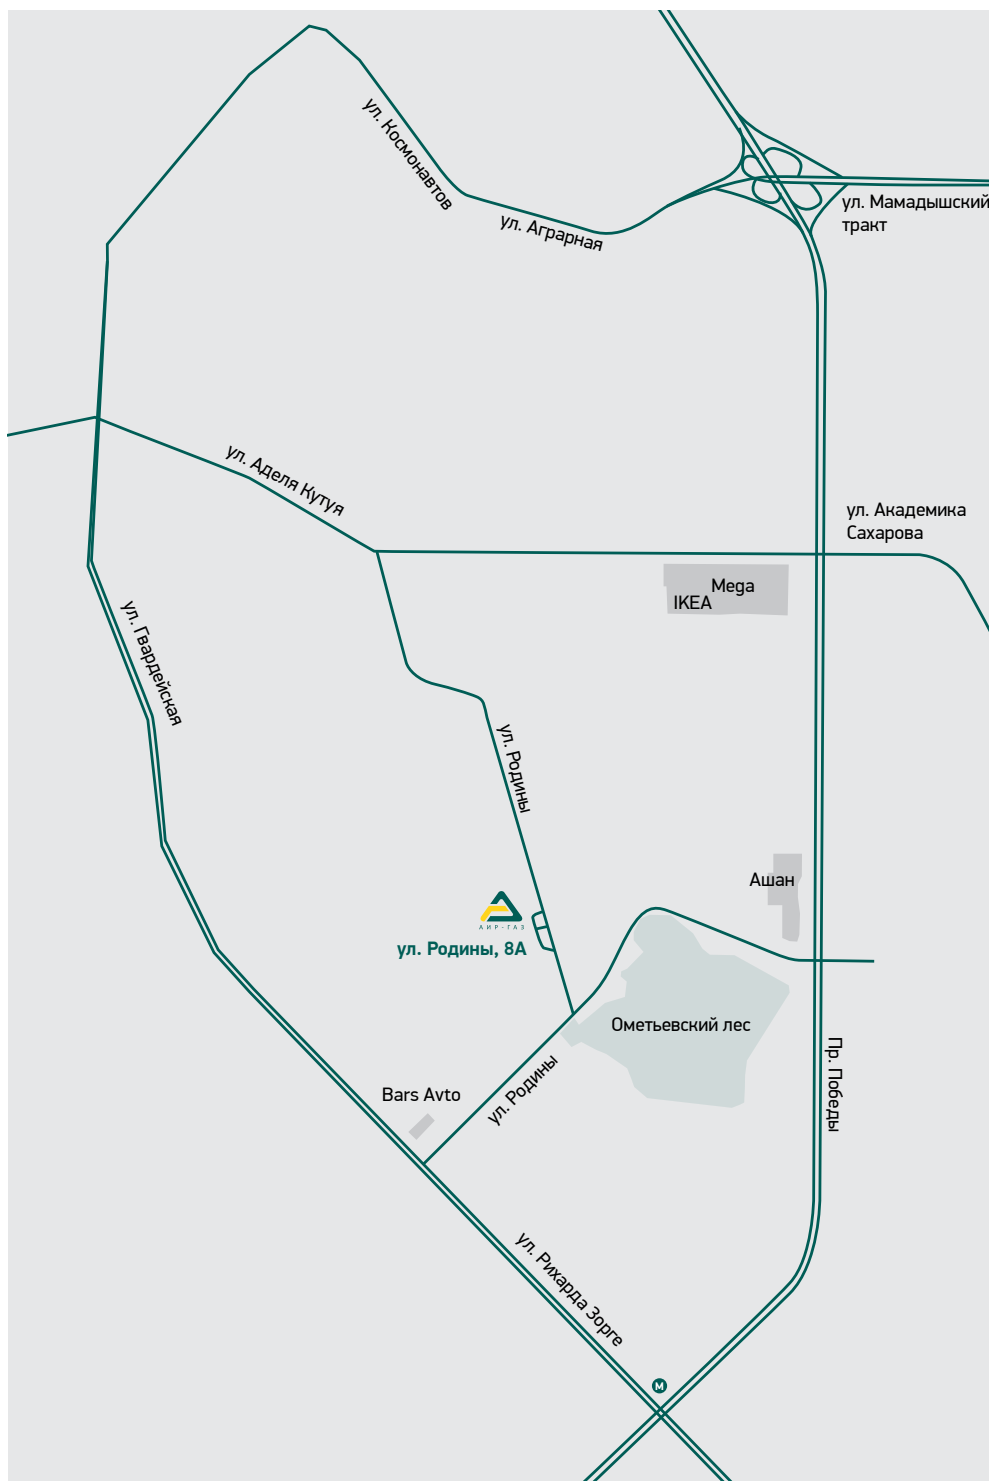 ул. Космонавтов
ул. Аграрная
ул. Мамадышский
тракт
ул. Аделя Кутуя
ул. Академика
Сахарова
Mega
IKEA
ул. Гвардейская
ул. Родины
Ашан
АИР-ГАЗ
ул. Родины, 8А
Ометьевский лес
Пр. Победы
Bars Avto
ул. Родины
ул. Рихарда Зорге
М